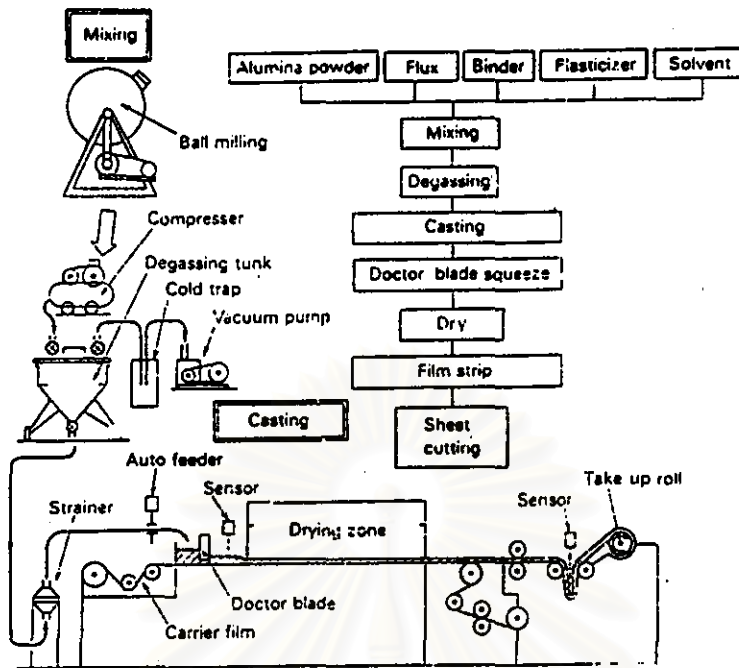 Mixing
Ball milling
Compresser
Degassing tunk
Cold trap
Vacuum pump
Alumina powder
Flux
Binder
Flasticizer
Solvent
Mixing
Degassing
Casting
Doctor blade squeeze
Dry
Film strip
Sheet
cutting
Casting
Auto feeder
Strainer
Sensor
Drying zone
Sensor
Take up roll
Doctor blade
Carrier film